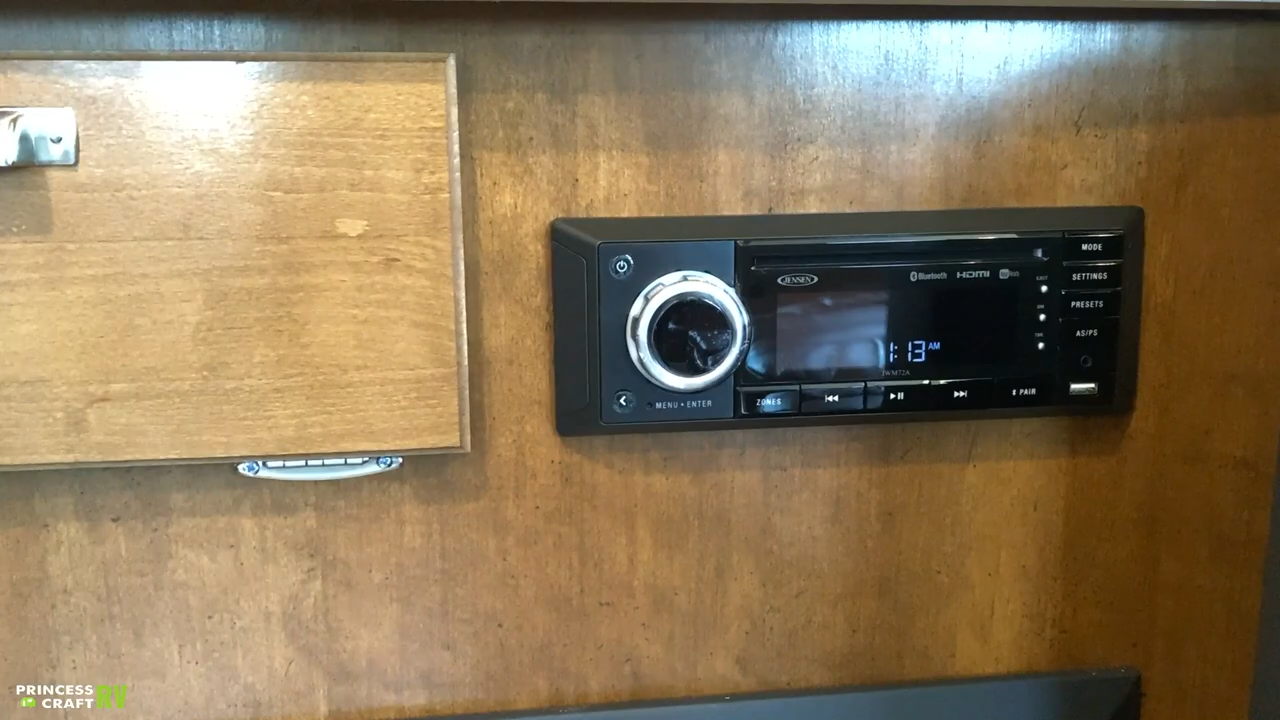 MODE
JENSEN
Bluetooth
HDMI
SETTINGS
PRESETS
AS/PS
1:13 AM
JWM72A
ZONES
PAIR
MENU • ENTER
PRINCESS
CRAFT
RV